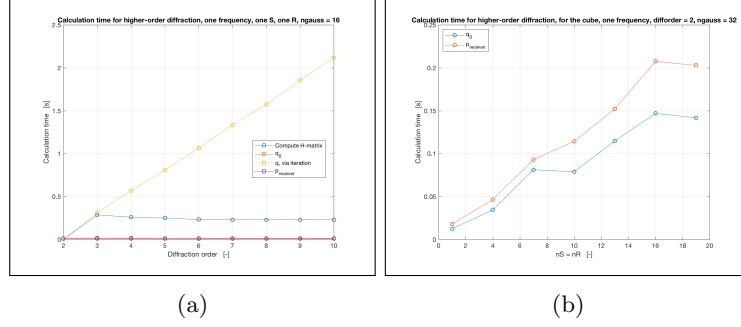 Calculation time for higher-order diffraction, one frequency, one S, one R, ngauss = 16
2.5
2
1.5
1
0.5
0
Calculation time [s]
Compute H-matrix
q0
q, via iteration
preceiver
2 3 4 5 6 7 8 9 10
Diffraction order [-]
(a)
Calculation time for higher-order diffraction, for the cube, one frequency, difforder = 2, ngauss = 32
0.25
0.2
0.15
0.1
0.05
0
Calculation time [s]
q0
preceiver
0 2 4 6 8 10 12 14 16 18 20
nS = nR [-]
(b)